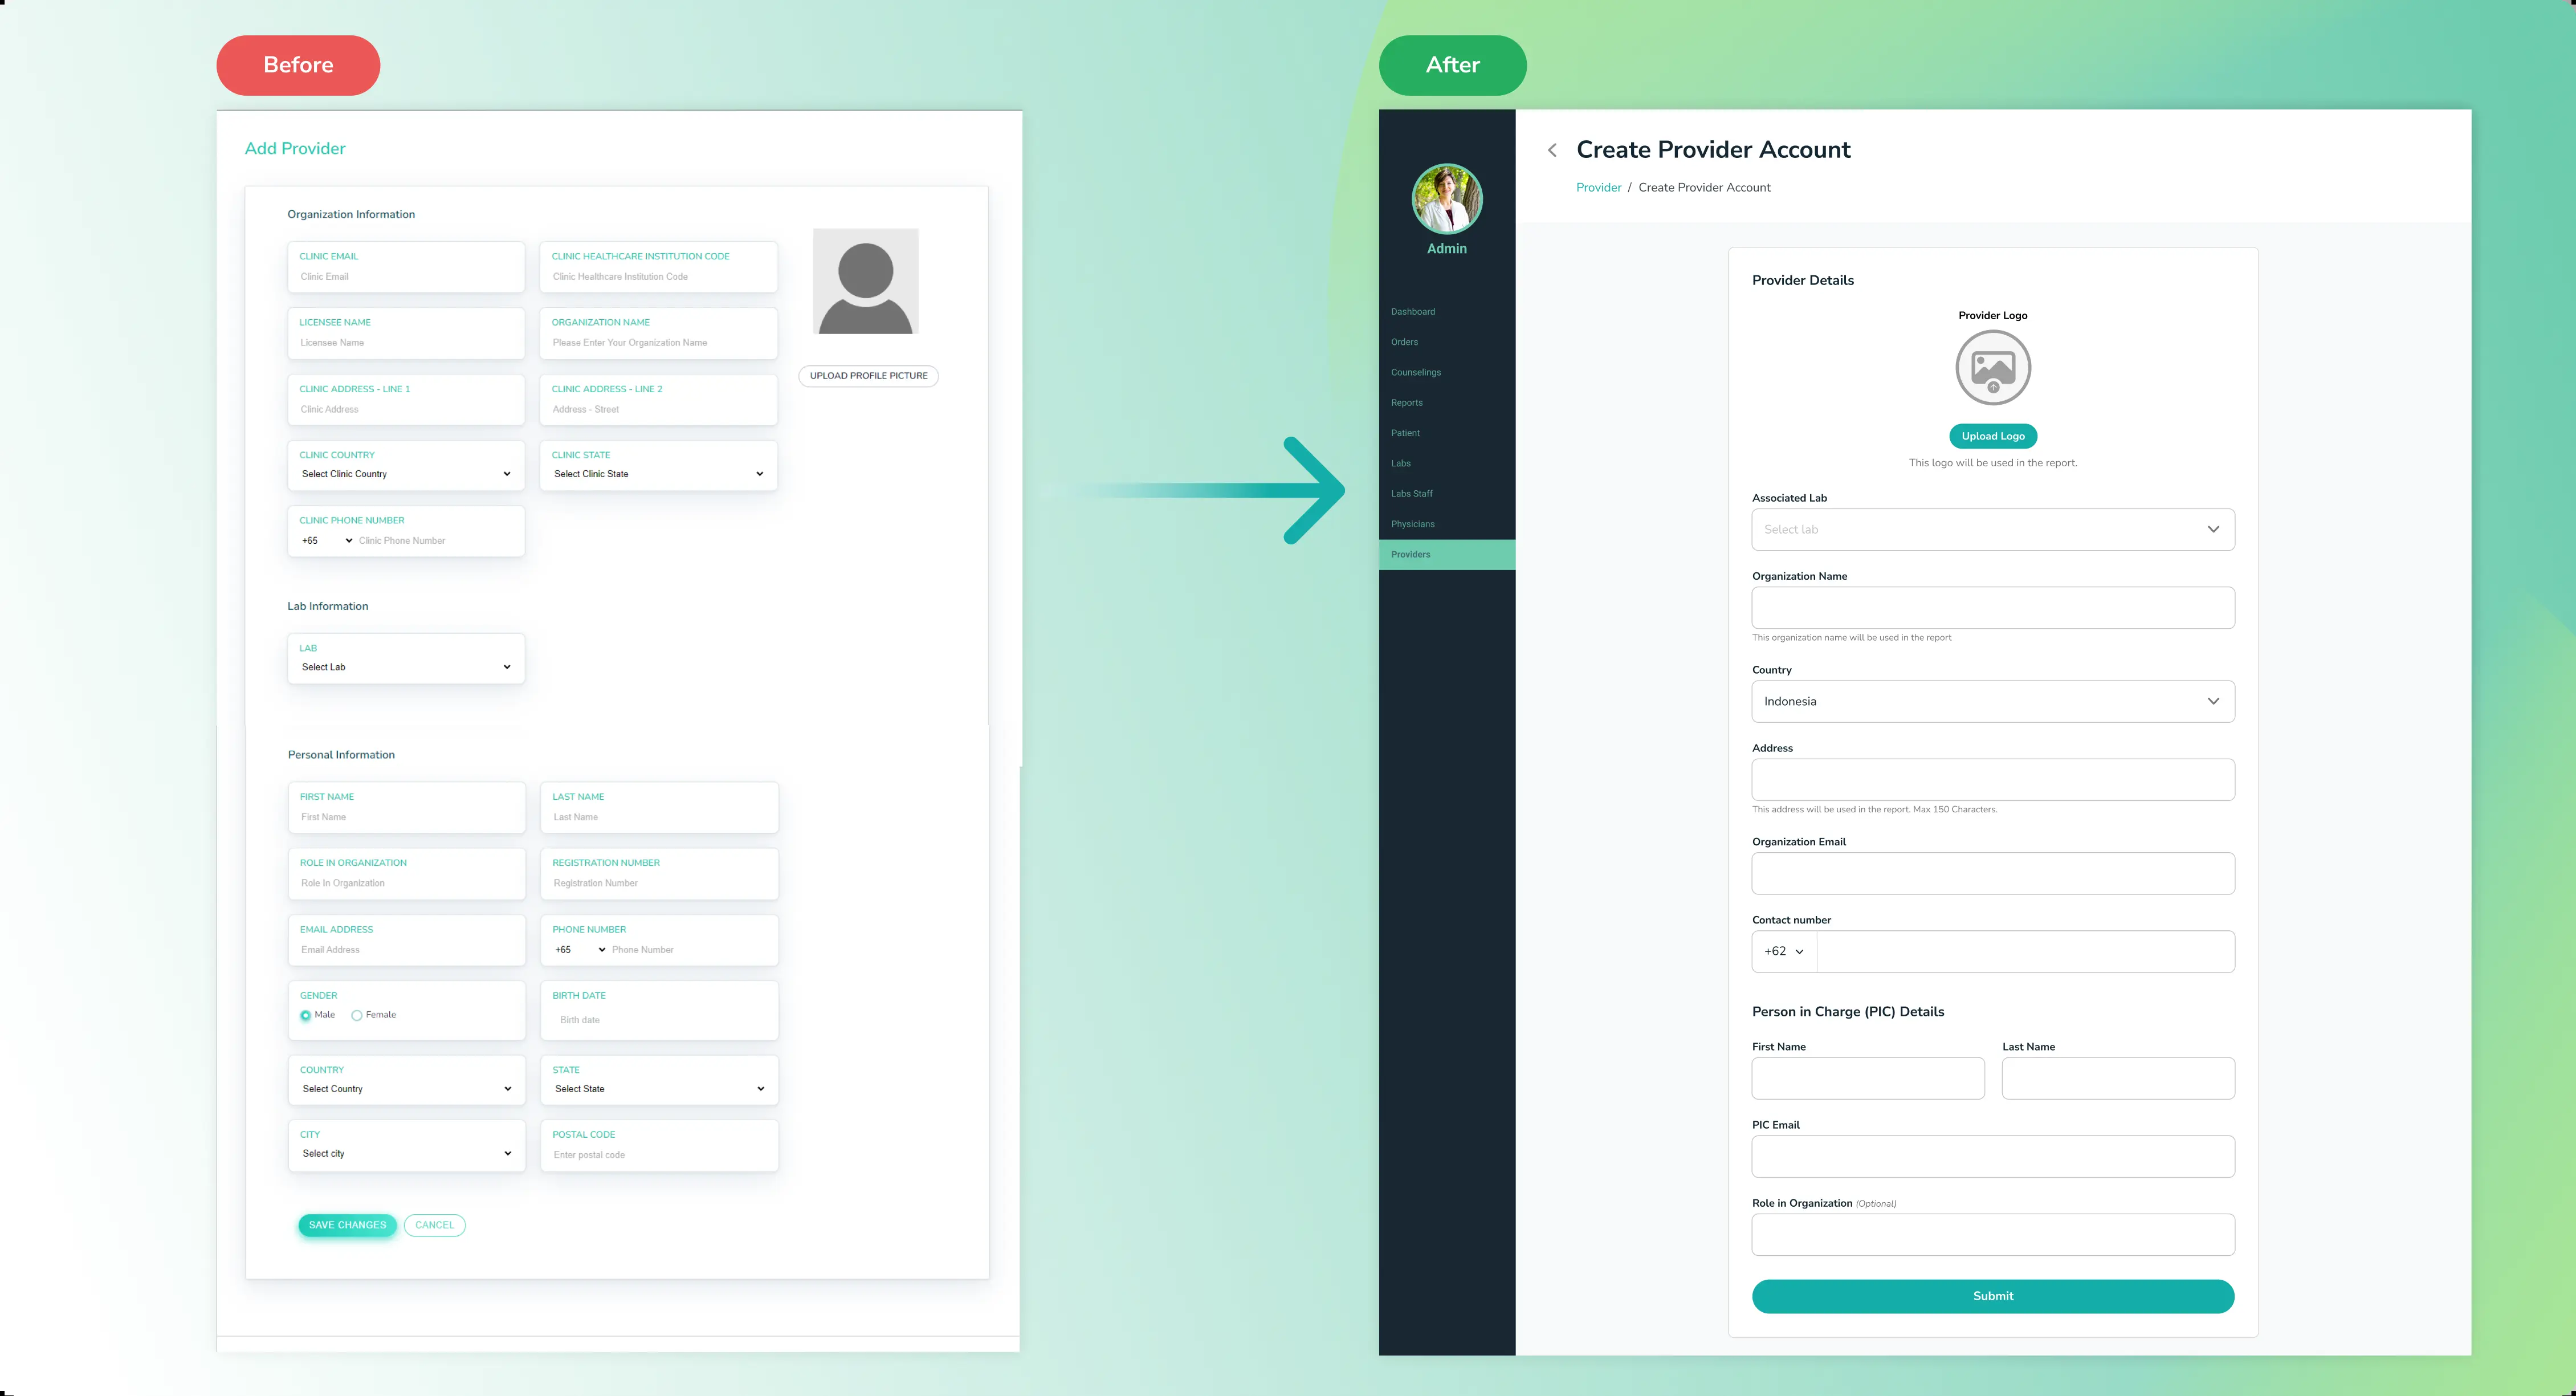 Before
Add Provider
Organization Information
CLINIC EMAIL
Clinic Email
CLINIC HEALTHCARE INSTITUTION CODE
Clinic Healthcare Institution Code
LICENSEE NAME
Licensee Name
ORGANIZATION NAME
Please Enter Your Organization Name
UPLOAD PROFILE PICTURE
CLINIC ADDRESS - LINE 1
Clinic Address
CLINIC ADDRESS - LINE 2
Address - Street
CLINIC COUNTRY
Select Clinic Country
CLINIC STATE
Select Clinic State
CLINIC PHONE NUMBER
+65 Clinic Phone Number
Lab Information
LAB
Select Lab
Personal Information
FIRST NAME
First Name
LAST NAME
Last Name
ROLE IN ORGANIZATION
Role In Organization
REGISTRATION NUMBER
Registration Number
EMAIL ADDRESS
Email Address
PHONE NUMBER
+65 Phone Number
GENDER
Male Female
BIRTH DATE
Birth date
COUNTRY
Select Country
STATE
Select State
CITY
Select city
POSTAL CODE
Enter postal code
SAVE CHANGES
CANCEL
After
Admin
Dashboard
Orders
Counselings
Reports
Patient
Labs
Labs Staff
Physicians
Providers
Create Provider Account
Provider / Create Provider Account
Provider Details
Provider Logo
Upload Logo
This logo will be used in the report.
Associated Lab
Select lab
Organization Name
This organization name will be used in the report
Country
Indonesia
Address
This address will be used in the report. Max 150 Characters.
Organization Email
Contact number
+62
Person in Charge (PIC) Details
First Name
Last Name
PIC Email
Role in Organization (Optional)
Submit